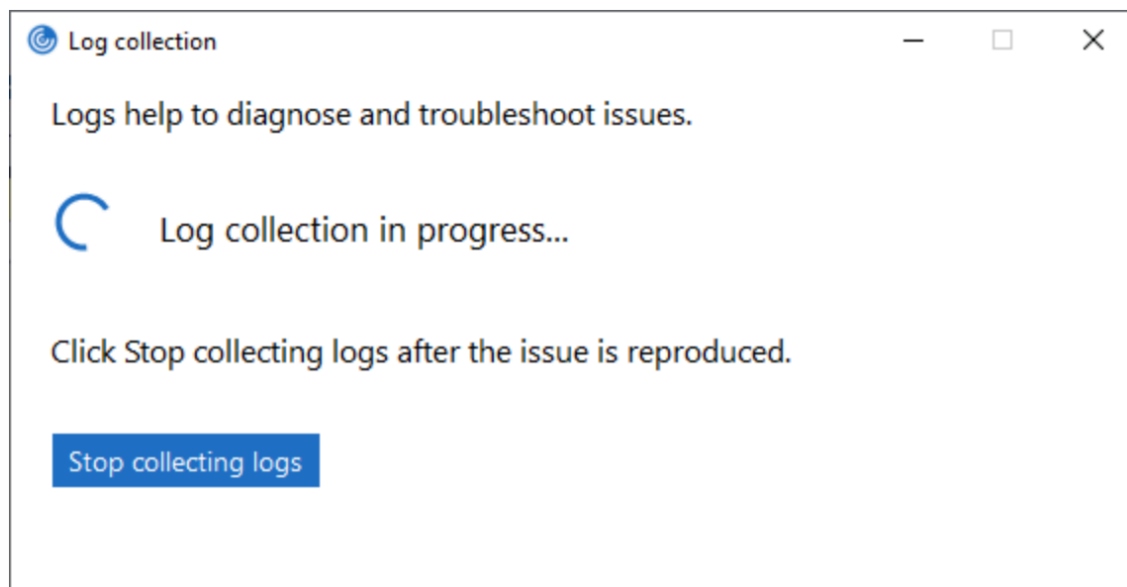 Log collection
Logs help to diagnose and troubleshoot issues.
Log collection in progress...
Click Stop collecting logs after the issue is reproduced.
Stop collecting logs